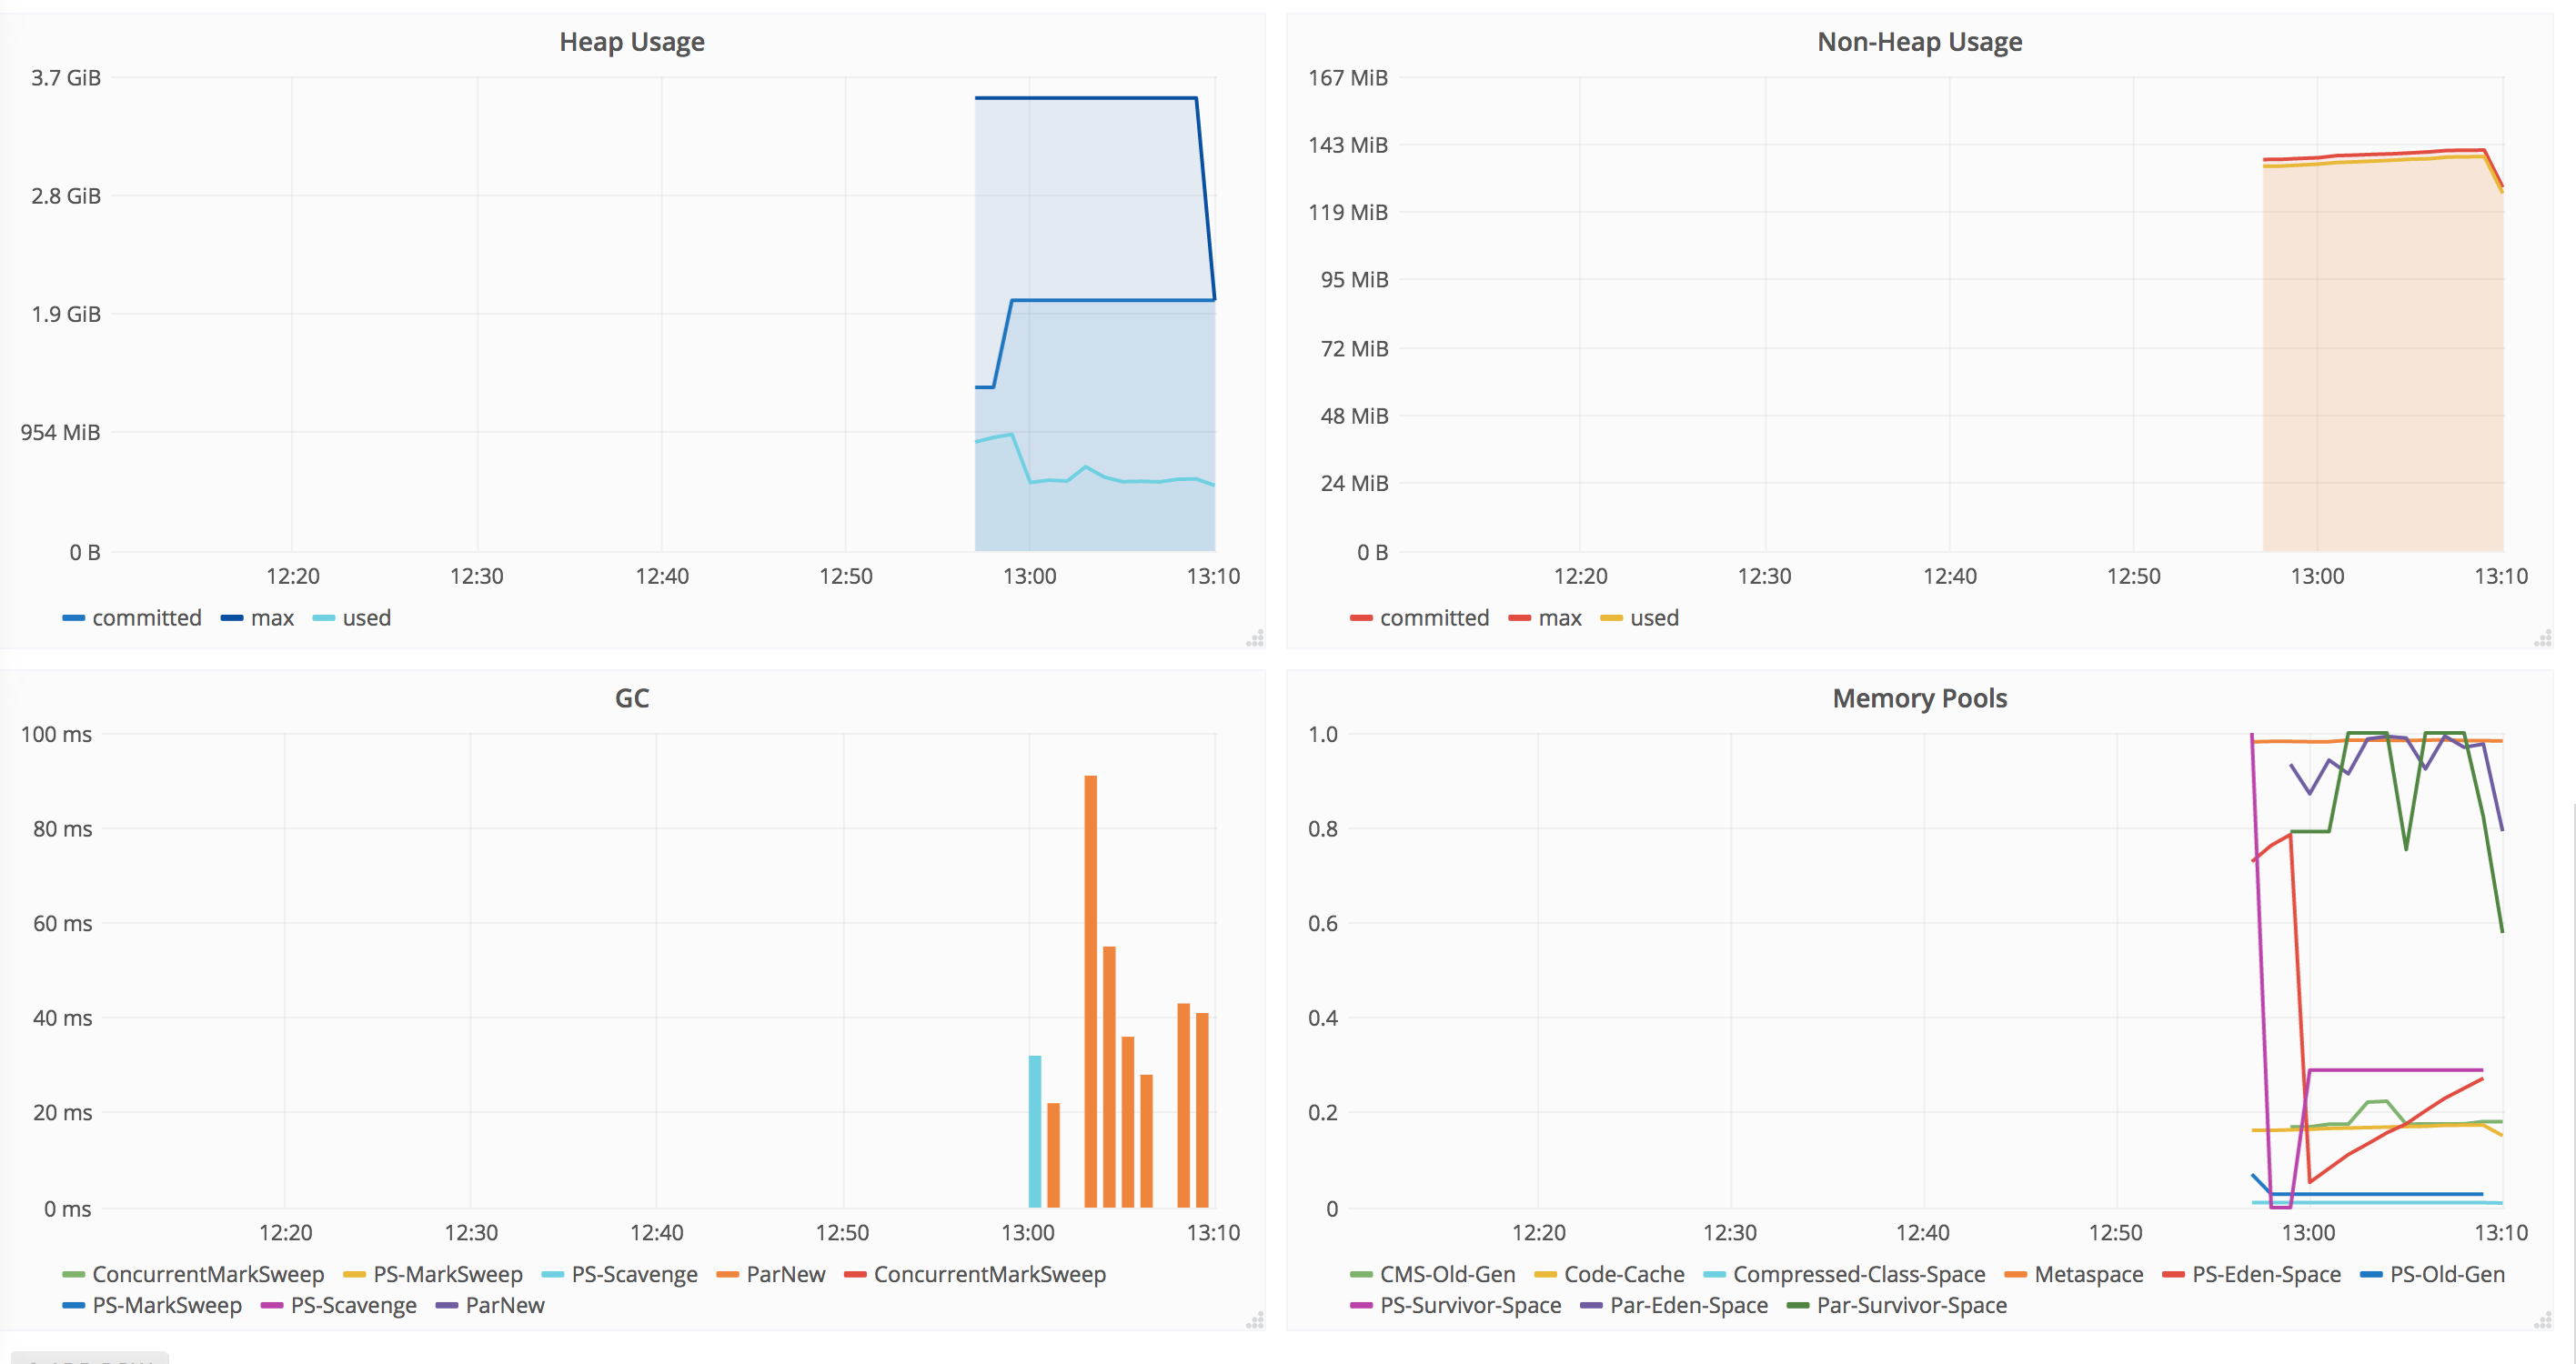 Heap Usage
3.7 GiB
2.8 GiB
1.9 GiB
954 MiB
0 B
12:20 12:30 12:40 12:50 13:00 13:10
committed max used
Non-Heap Usage
167 MiB
143 MiB
119 MiB
95 MiB
72 MiB
48 MiB
24 MiB
0 B
12:20 12:30 12:40 12:50 13:00 13:10
committed max used
GC
100 ms
80 ms
60 ms
40 ms
20 ms
0 ms
12:20 12:30 12:40 12:50 13:00 13:10
ConcurrentMarkSweep PS-MarkSweep PS-Scavenge ParNew ConcurrentMarkSweep
PS-MarkSweep PS-Scavenge ParNew
Memory Pools
1.0
0.8
0.6
0.4
0.2
0
12:20 12:30 12:40 12:50 13:00 13:10
CMS-Old-Gen Code-Cache Compressed-Class-Space Metaspace PS-Eden-Space PS-Old-Gen
PS-Survivor-Space Par-Eden-Space Par-Survivor-Space